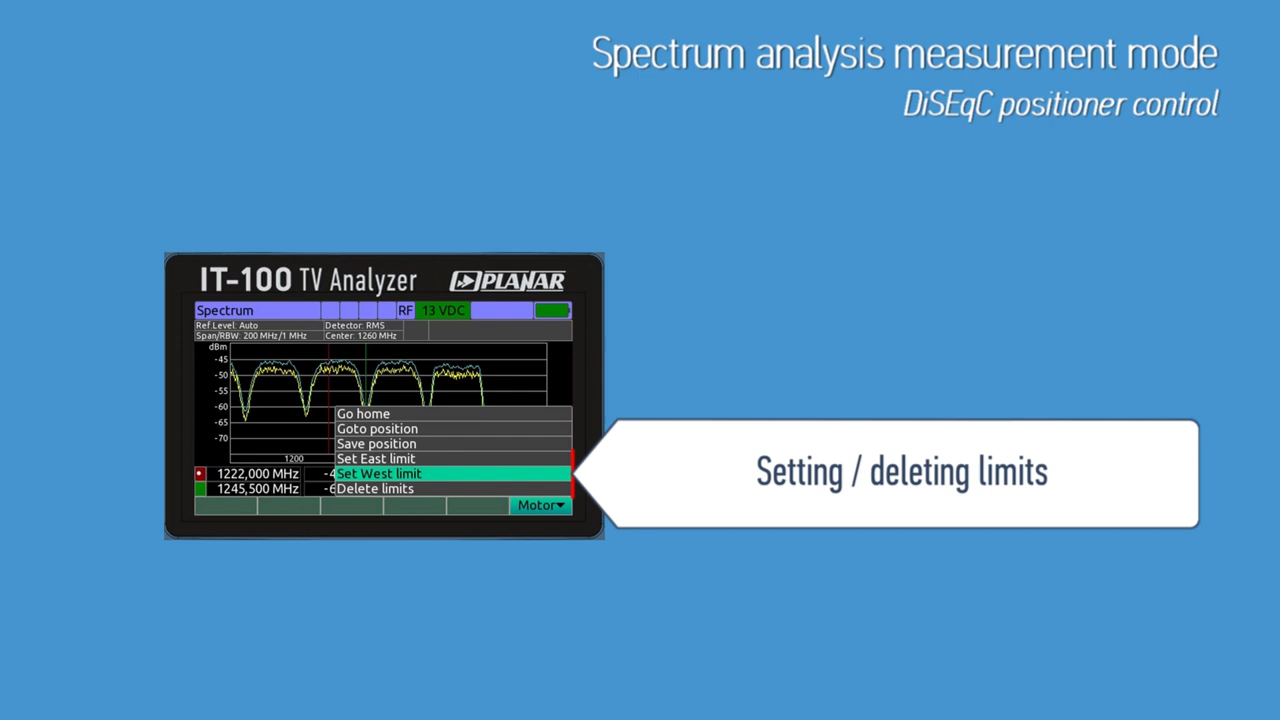 Spectrum analysis measurement mode
DiSEqC positioner control
IT-100 TV Analyzer PLANAR
Spectrum RF 13 VDC
Ref.Level: Auto Detector: RMS
Span/RBW: 200 MHz/1 MHz Center: 1260 MHz
dBm
-45
-50
-55
-60
-65
-70
1200
Go home
Goto position
Save position
Set East limit
Set West limit
Delete limits
1222,000 MHz -4
1245,500 MHz -6
Motor
Setting / deleting limits